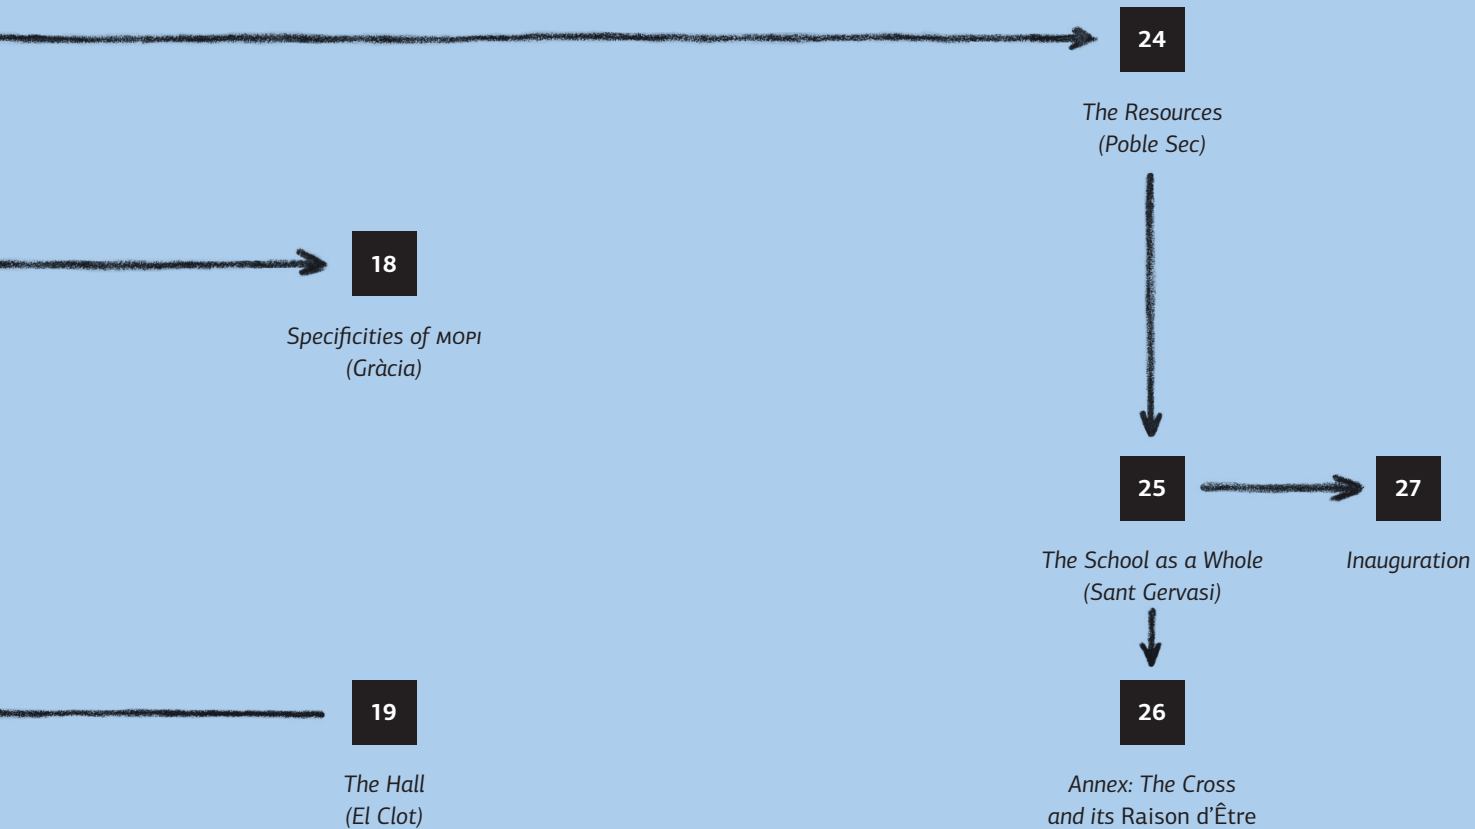 24
The Resources
(Poble Sec)
18
Specificities of MOPI
(Gràcia)
25
The School as a Whole
(Sant Gervasi)
27
Inauguration
19
The Hall
(El Clot)
26
Annex: The Cross
and its Raison d’Être